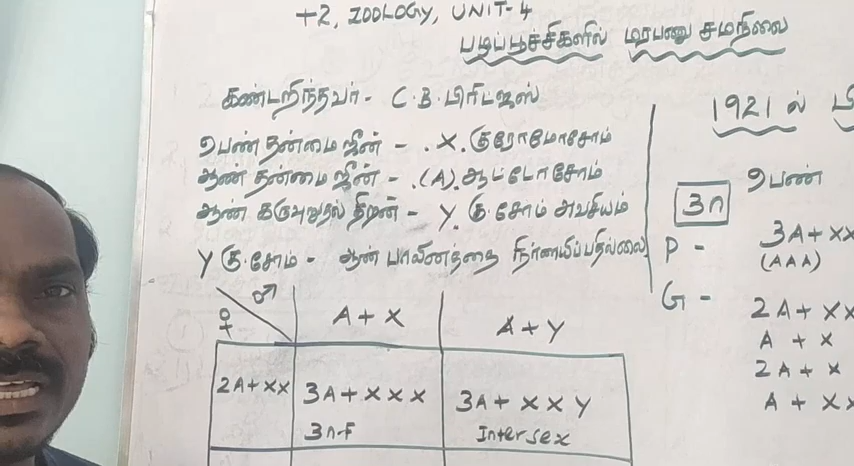 +2, ZOOLOGY, UNIT-4
பழப்பூச்சிகளில் மரபணு சமநிலை
கண்டறிந்தவர் - C.B. பிரிட்ஜஸ்
பெண் தன்மை ஜீன் - .X. குரோமோசோம்
ஆண் தன்மை ஜீன் - .(A). ஆட்டோசோம்
ஆண் கருவுறுதல் திறன் - Y. கு.சோம் அவசியம்
Y கு.சோம் - ஆண் பாலினத்தை நிர்ணயிப்பதில்லை
♀ ♂ A+X A+Y
2A+XX 3A+XXX 3A+XXY
3n-F Intersex
1921 ல்
3n பெண்
P - 3A+XX
(AAA)
G - 2A+XX
A + X
2A + X
A + X